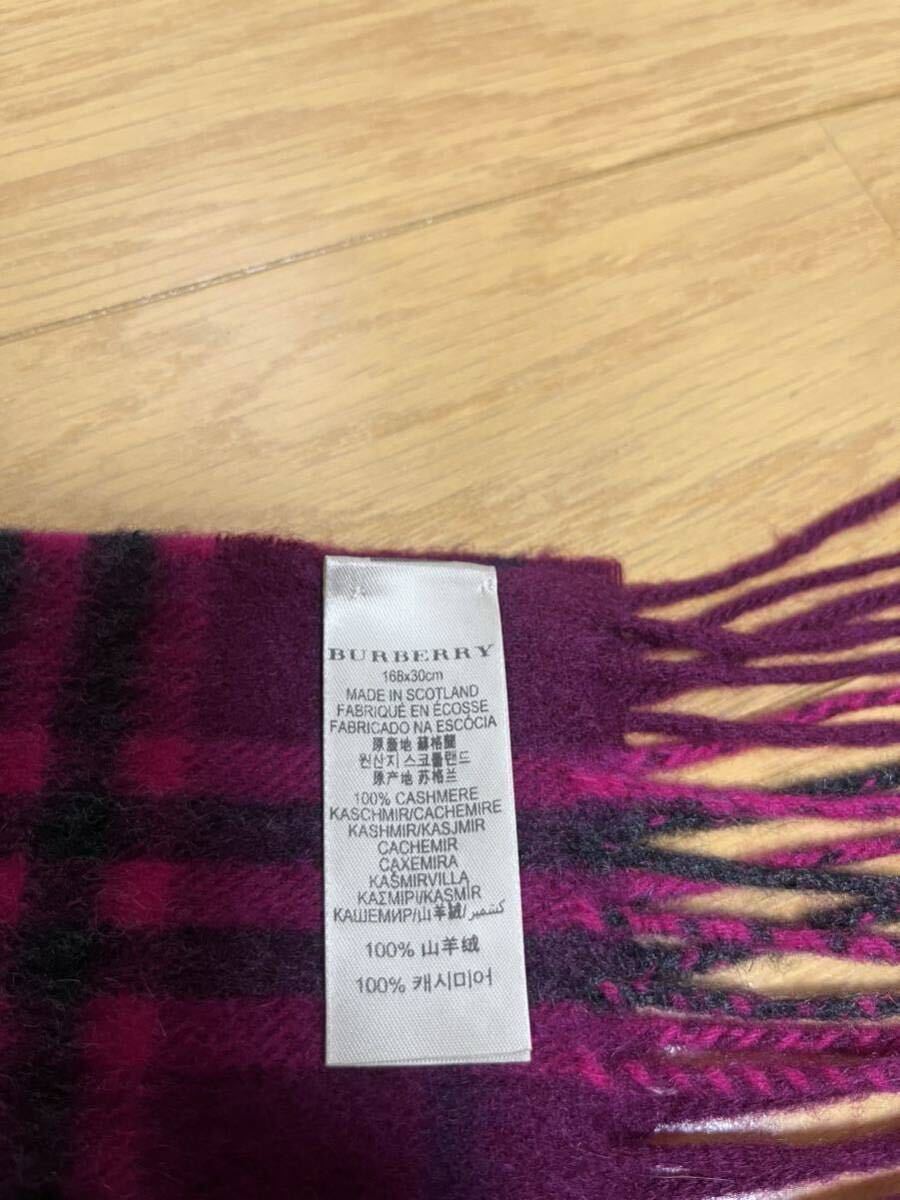 BURBERRY
168x30cm
MADE IN SCOTLAND
FABRIQUÉ EN ÉCOSSE
FABRICADO NA ESCÓCIA
原產地 蘇格蘭
원산지 스코틀랜드
原产地 苏格兰
100% CASHMERE
KASCHMIR/CACHEMIRE
KASHMIR/KASJMIR
CACHEMIR
CAXEMIRA
KAŠMIRVILLA
ΚΑΣΜΙΡΙ/KAŞMİR
КАШЕМИР/山羊絨/كشمير
100% 山羊绒
100% 캐시미어